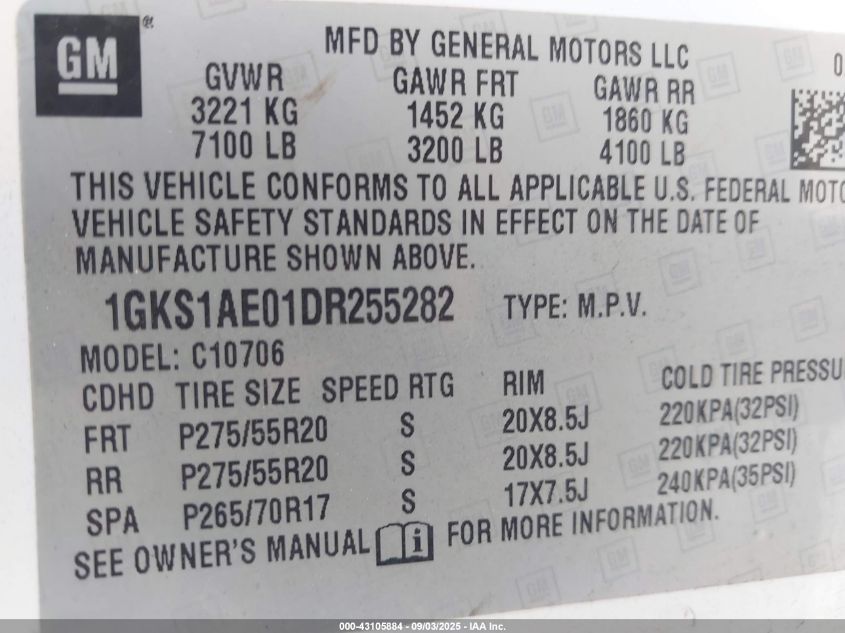 GM
MFD BY GENERAL MOTORS LLC
GVWR GAWR FRT GAWR RR
3221 KG 1452 KG 1860 KG
7100 LB 3200 LB 4100 LB
THIS VEHICLE CONFORMS TO ALL APPLICABLE U.S. FEDERAL
VEHICLE SAFETY STANDARDS IN EFFECT ON THE DATE OF
MANUFACTURE SHOWN ABOVE.
1GKS1AE01DR255282 TYPE: M.P.V.
MODEL: C10706
CDHD TIRE SIZE SPEED RTG RIM COLD TIRE
FRT P275/55R20 S 20X8.5J 220KPA(32PSI)
RR P275/55R20 S 20X8.5J 220KPA(32PSI)
SPA P265/70R17 S 17X7.5J 240KPA(35PSI)
SEE OWNER'S MANUAL i FOR MORE INFORMATION.
000-43105884 - 09/03/2025 - IAA Inc.